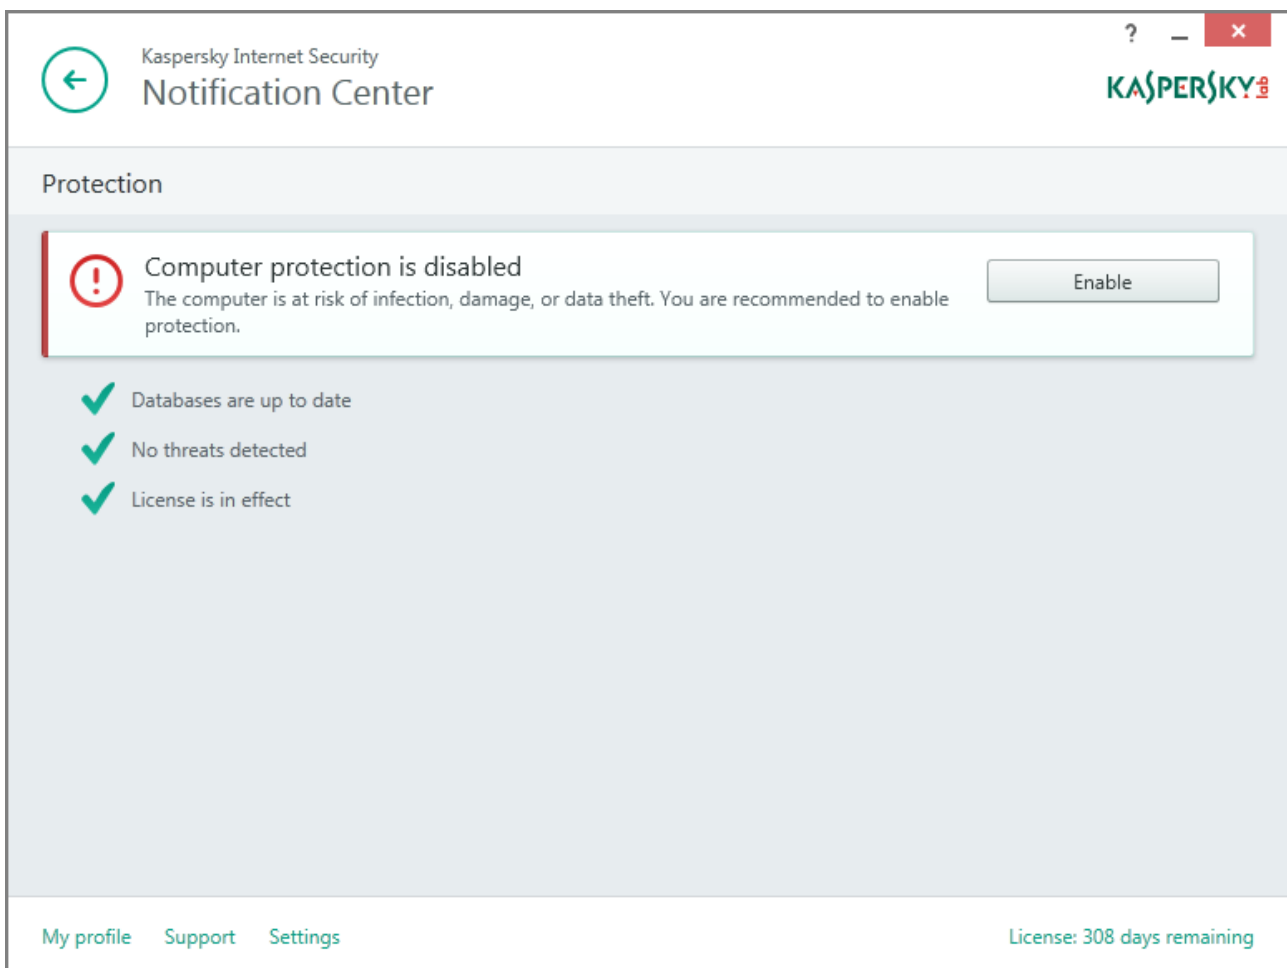 ?
Kaspersky Internet Security
Notification Center
KASPERSKY lab
Protection
Computer protection is disabled
The computer is at risk of infection, damage, or data theft. You are recommended to enable
protection.
Enable
Databases are up to date
No threats detected
License is in effect
My profile Support Settings License: 308 days remaining